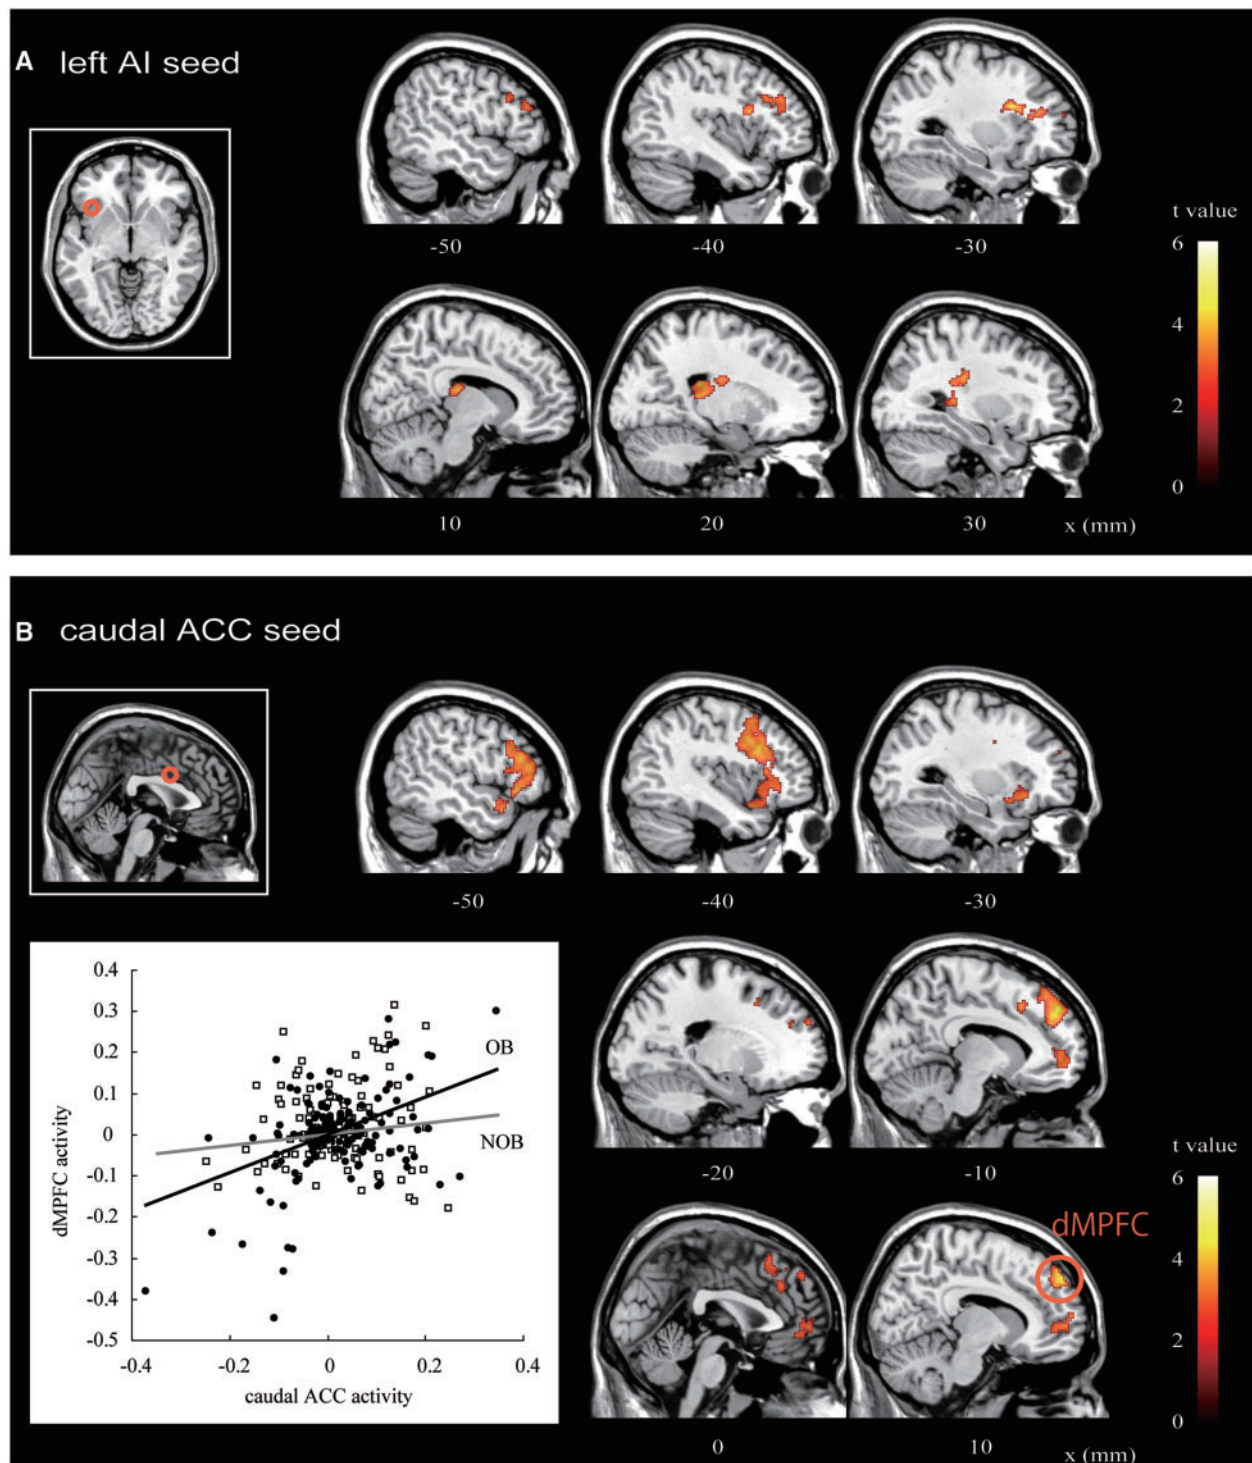 A left AI seed
-50 -40 -30
t value
6
4
2
0
10 20 30 x (mm)
B caudal ACC seed
-50 -40 -30
0.4
0.3
0.2
0.1
0
-0.1
-0.2
-0.3
-0.4
-0.5
dMPFC activity
OB
NOB
-0.4 -0.2 0 0.2 0.4
caudal ACC activity
-20 -10
t value
6
4
2
0
dMPFC
0 10 x (mm)